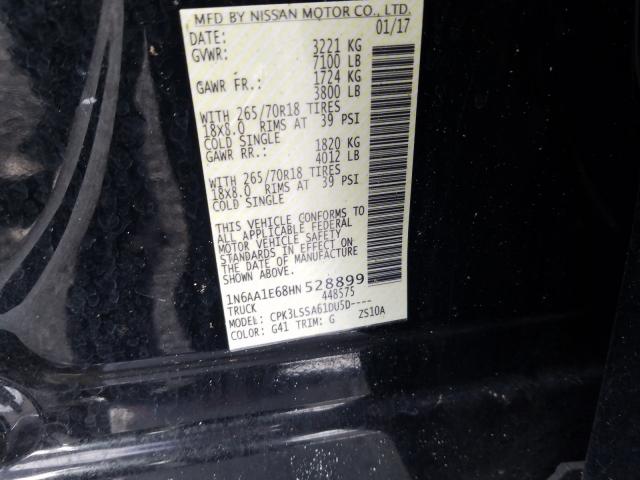 MFD BY NISSAN MOTOR CO., LTD.
DATE: 01/17
GVWR: 3221 KG
7100 LB
GAWR FR.: 1724 KG
3800 LB
WITH 265/70R18 TIRES
18X8.0 RIMS AT 39 PSI
COLD SINGLE
GAWR RR.: 1820 KG
4012 LB
WITH 265/70R18 TIRES
18X8.0 RIMS AT 39 PSI
COLD SINGLE
THIS VEHICLE CONFORMS TO
ALL APPLICABLE FEDERAL
MOTOR VEHICLE SAFETY
STANDARDS IN EFFECT ON
THE DATE OF MANUFACTURE
SHOWN ABOVE.
1N6AA1E68HN528899
TRUCK 448575
MODEL: CPK3LSSA61DU5D----
COLOR: G41 TRIM: G ZS10A